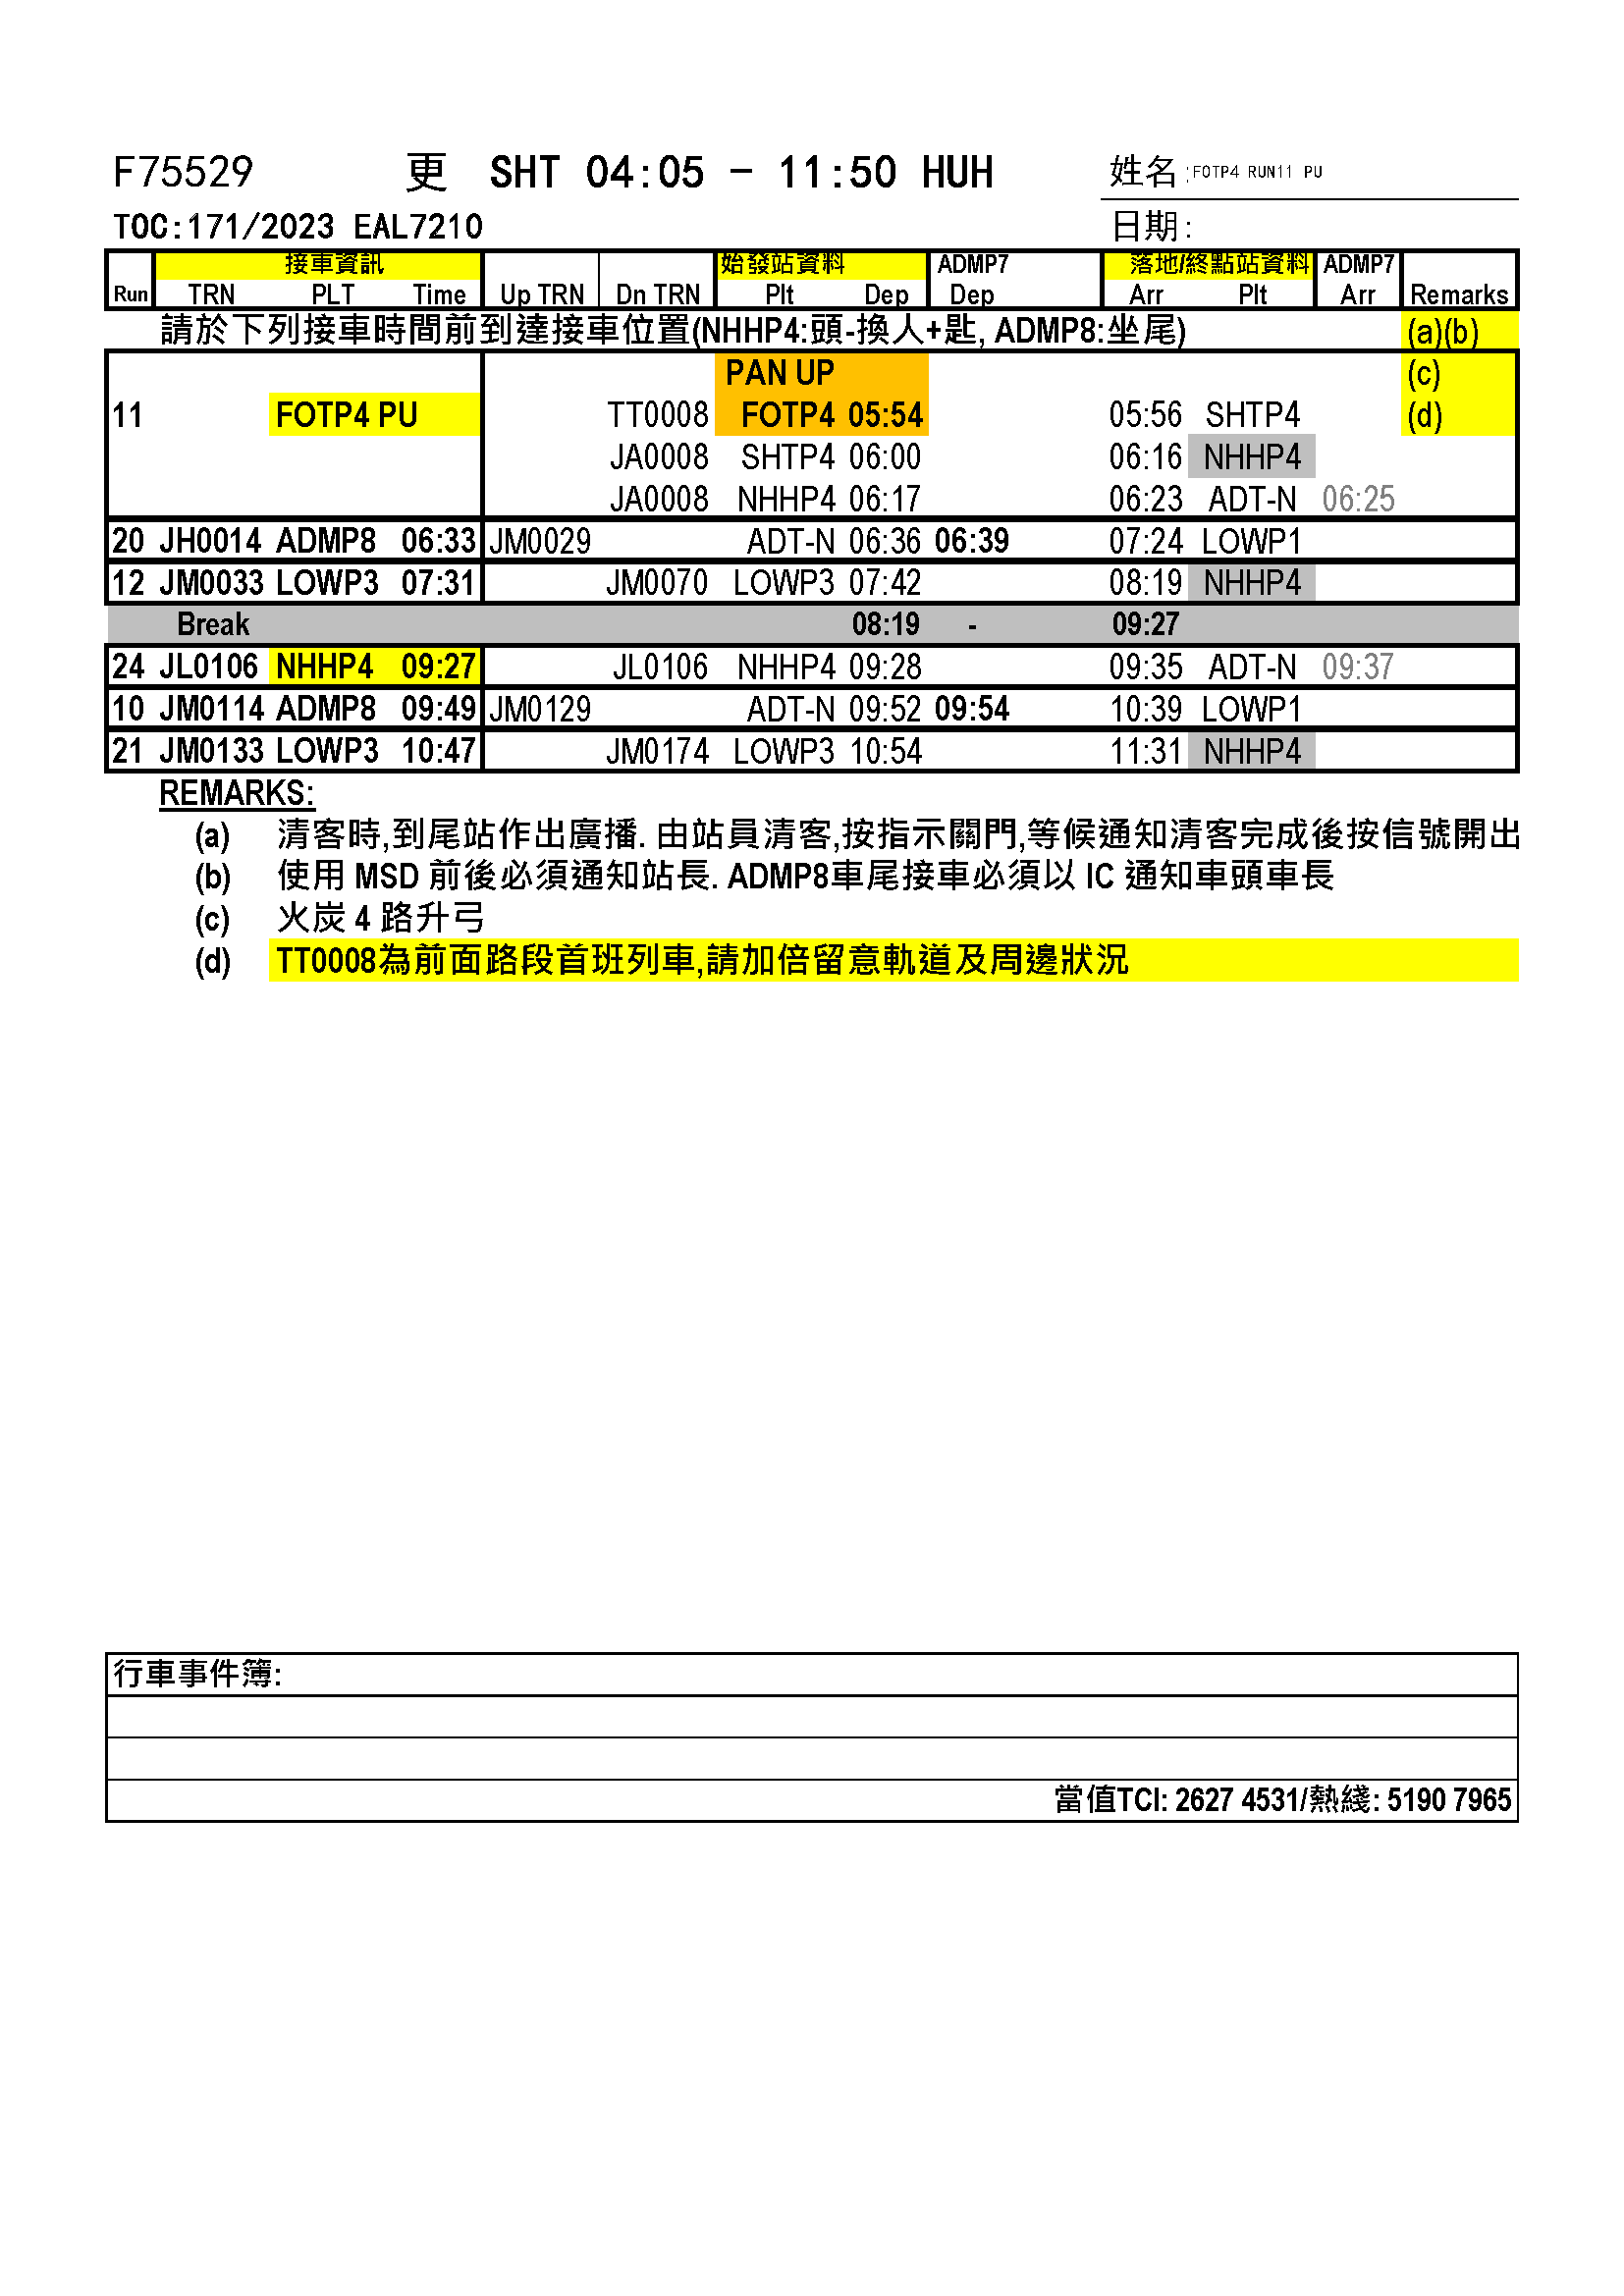 F75529 更 SHT 04:05 - 11:50 HUH 姓名:FOTP4 RUN11 PU
TOC:171/2023 EAL7210 日期:
接車資訊 始發站資料 ADMP7 落地/終點站資料 ADMP7
Run TRN PLT Time Up TRN Dn TRN Plt Dep Dep Arr Plt Arr Remarks
請於下列接車時間前到達接車位置(NHHP4:頭-換人+匙, ADMP8:坐尾) (a)(b)
PAN UP (c)
11 FOTP4 PU TT0008 FOTP4 05:54 05:56 SHTP4 (d)
JA0008 SHTP4 06:00 06:16 NHHP4
JA0008 NHHP4 06:17 06:23 ADT-N 06:25
20 JH0014 ADMP8 06:33 JM0029 ADT-N 06:36 06:39 07:24 LOWP1
12 JM0033 LOWP3 07:31 JM0070 LOWP3 07:42 08:19 NHHP4
Break 08:19 - 09:27
24 JL0106 NHHP4 09:27 JL0106 NHHP4 09:28 09:35 ADT-N 09:37
10 JM0114 ADMP8 09:49 JM0129 ADT-N 09:52 09:54 10:39 LOWP1
21 JM0133 LOWP3 10:47 JM0174 LOWP3 10:54 11:31 NHHP4
REMARKS:
(a) 清客時,到尾站作出廣播. 由站員清客,按指示關門,等候通知清客完成後按信號開出
(b) 使用 MSD 前後必須通知站長. ADMP8車尾接車必須以 IC 通知車頭車長
(c) 火炭 4 路升弓
(d) TT0008為前面路段首班列車,請加倍留意軌道及周邊狀況
行車事件簿:
當值TCI: 2627 4531/熱綫: 5190 7965